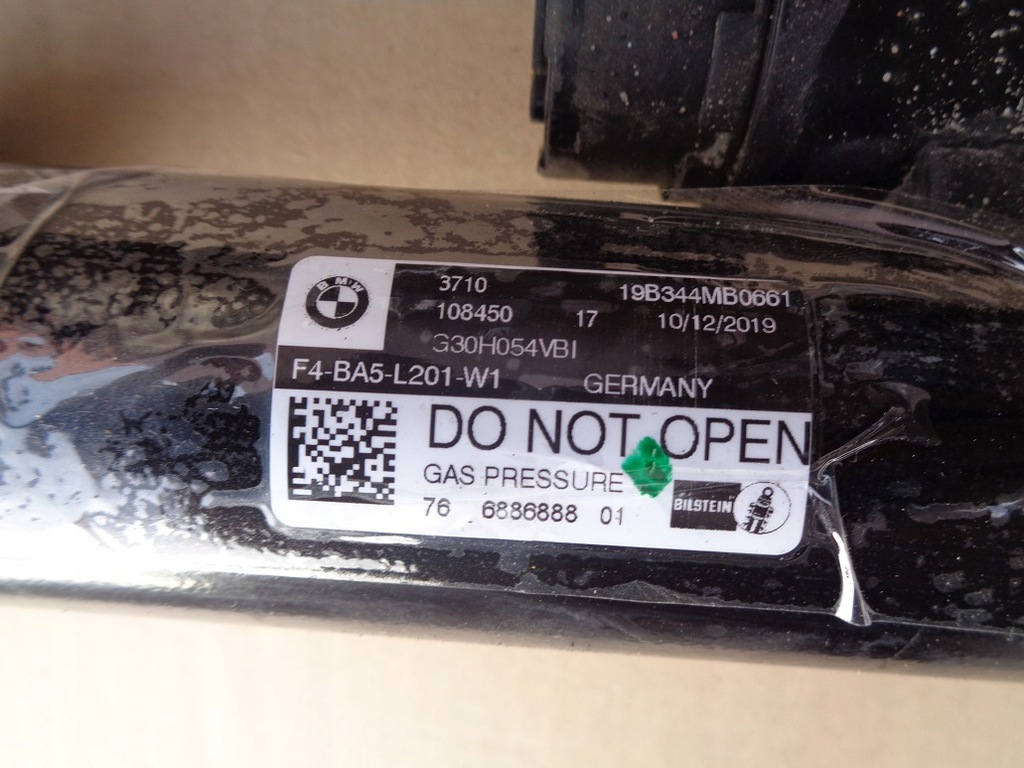 BMW
3710
19B344MB0661
108450 17 10/12/2019
G30H054VBI
F4-BA5-L201-W1 GERMANY
DO NOT OPEN
GAS PRESSURE
76 6886888 01
BILSTEIN